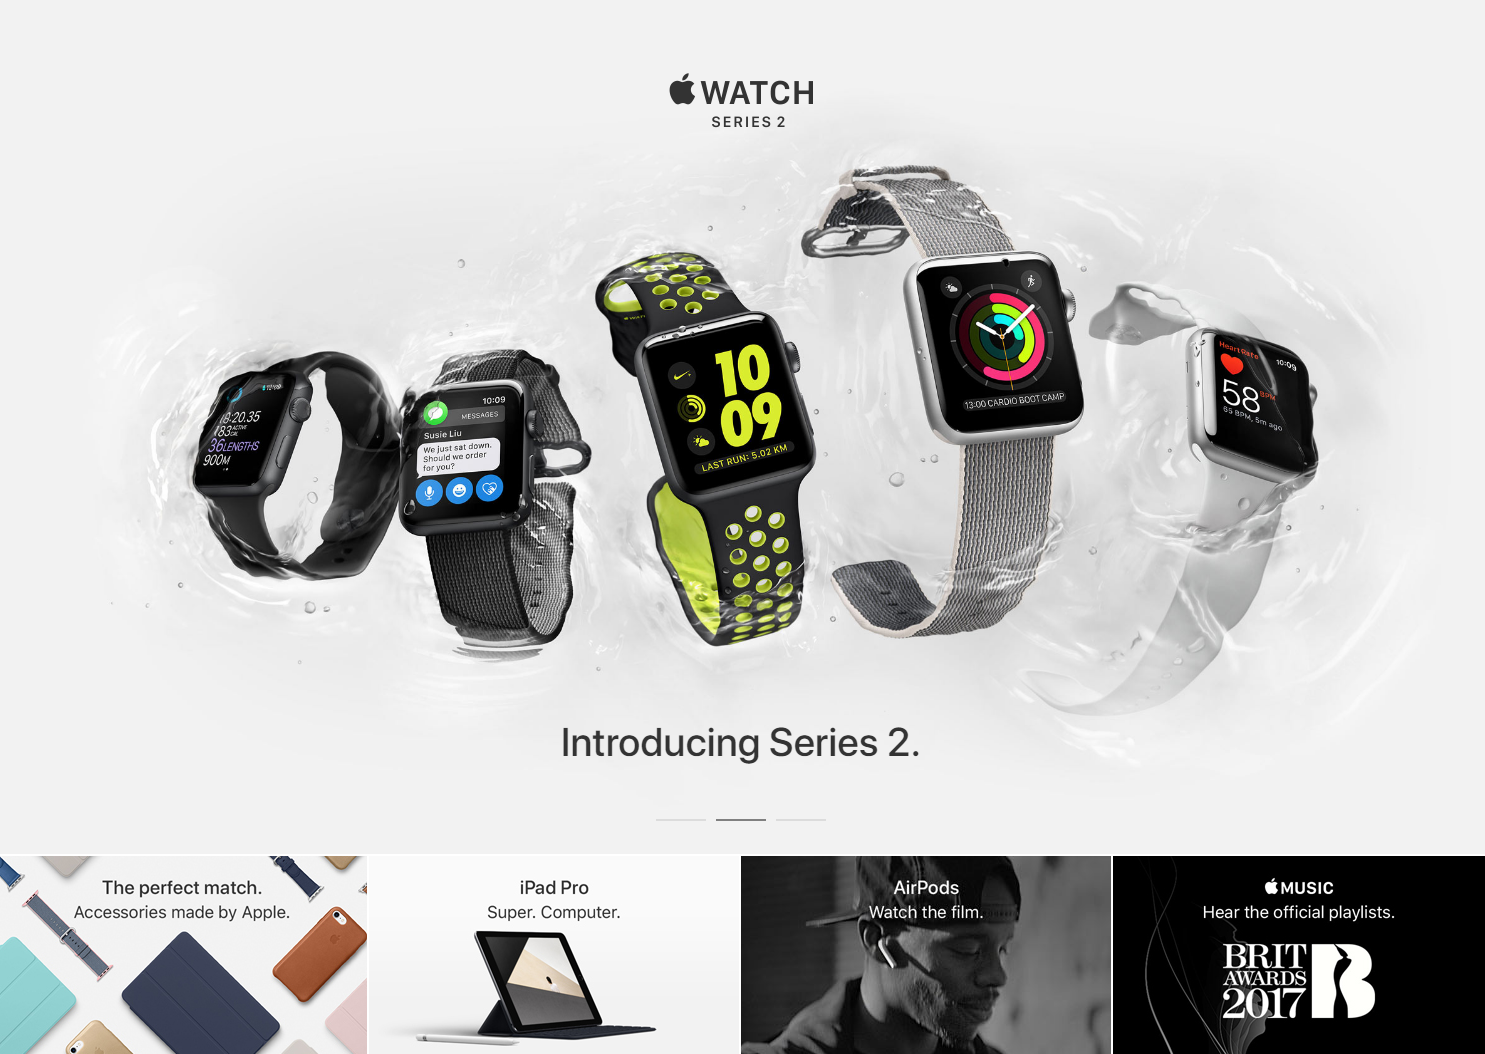 WATCH
SERIES 2
18:20.35
ACTIVE
CAL
36LENGTHS
900M
10:09
MESSAGES
Susie Liu
We just sat down.
Should we order
for you?
10
09
LAST RUN: 5.02 KM
13:00 CARDIO BOOT CAMP
Heart Rate
10:09
58BPM
65 BPM, 5m ago
Introducing Series 2.
The perfect match.
Accessories made by Apple.
iPad Pro
Super. Computer.
AirPods
Watch the film.
MUSIC
Hear the official playlists.
BRIT
AWARDS
2017
B